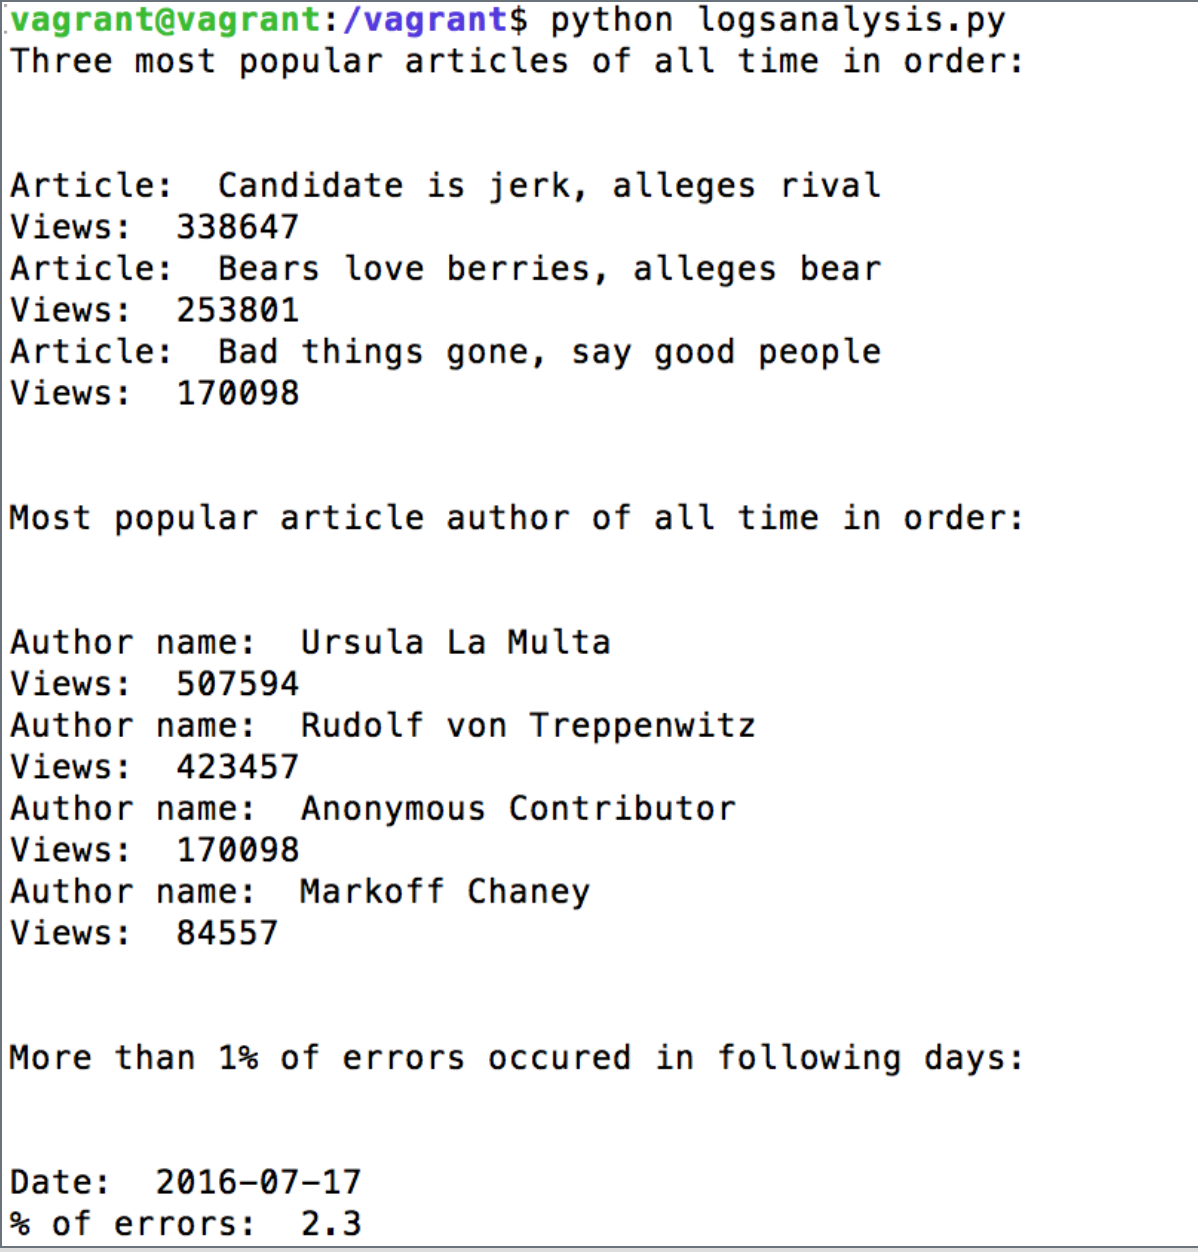 vagrant@vagrant:/vagrant$ python logsanalysis.py
Three most popular articles of all time in order:
Article:  Candidate is jerk, alleges rival
Views:  338647
Article:  Bears love berries, alleges bear
Views:  253801
Article:  Bad things gone, say good people
Views:  170098
Most popular article author of all time in order:
Author name:  Ursula La Multa
Views:  507594
Author name:  Rudolf von Treppenwitz
Views:  423457
Author name:  Anonymous Contributor
Views:  170098
Author name:  Markoff Chaney
Views:  84557
More than 1% of errors occured in following days:
Date:  2016-07-17
% of errors:  2.3